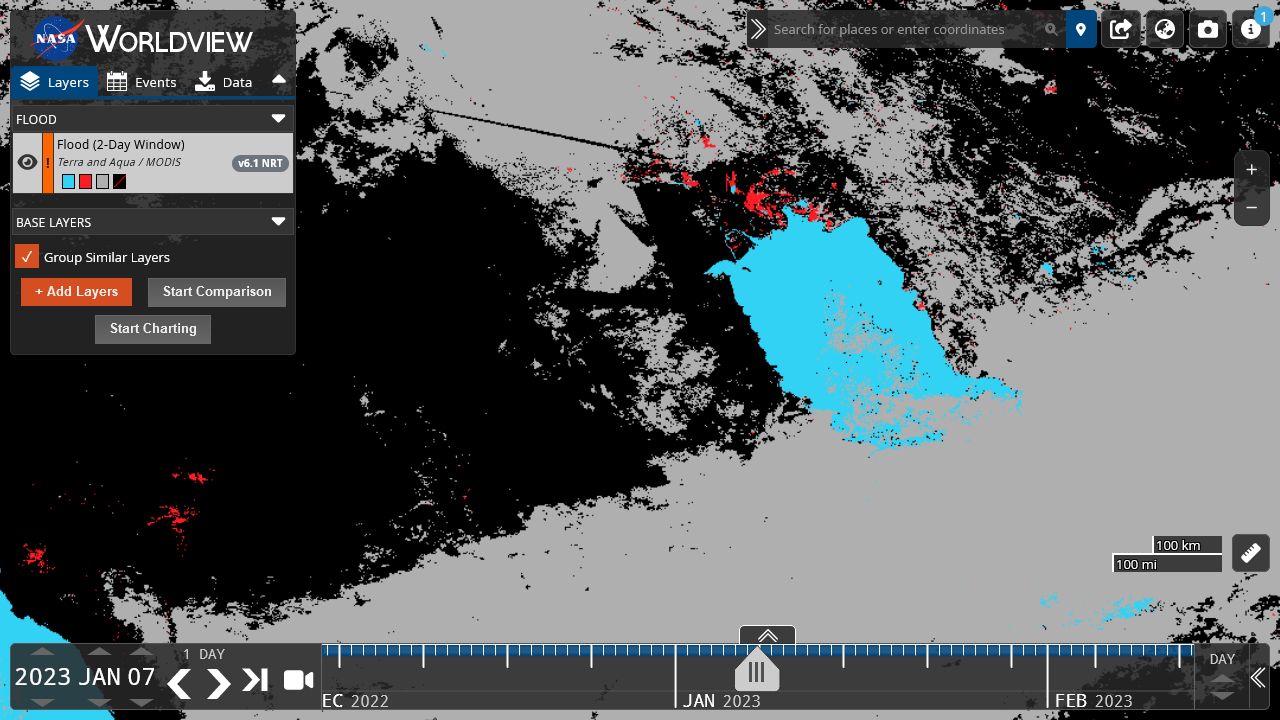 NASA WORLDVIEW
Layers Events Data
FLOOD
! Flood (2-Day Window)
Terra and Aqua / MODIS v6.1 NRT
BASE LAYERS
✓ Group Similar Layers
+ Add Layers Start Comparison
Start Charting
Search for places or enter coordinates
1
+
−
100 km
100 mi
1 DAY
2023 JAN 07
EC 2022 JAN 2023 FEB 2023
DAY